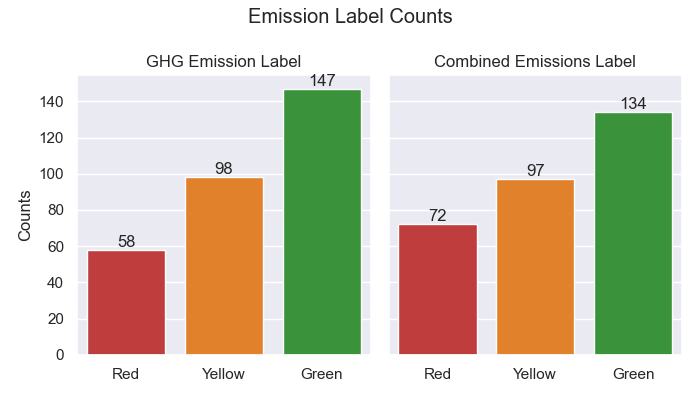 Emission Label Counts
GHG Emission Label
Combined Emissions Label
Counts
140
120
100
80
60
40
20
0
58
98
147
72
97
134
Red
Yellow
Green
Red
Yellow
Green